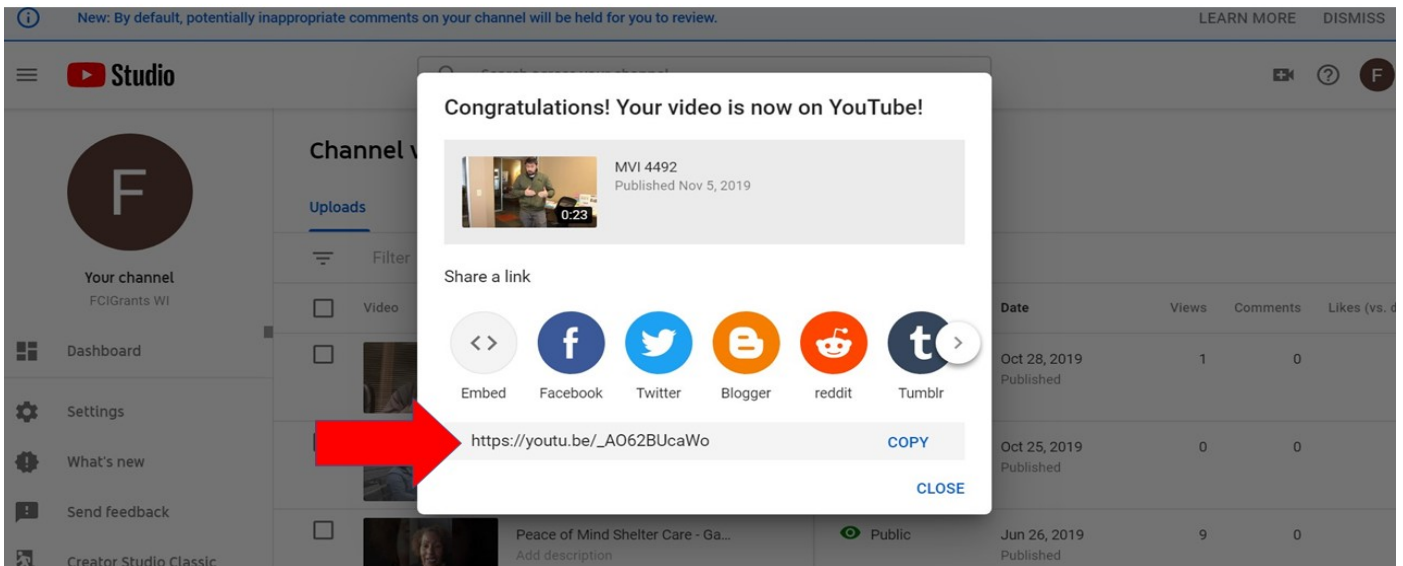 New: By default, potentially inappropriate comments on your channel will be held for you to review.
LEARN MORE
DISMISS
Studio
F
Congratulations! Your video is now on YouTube!
MVI 4492
Published Nov 5, 2019
0:23
Share a link
Embed
Facebook
Twitter
Blogger
reddit
Tumblr
https://youtu.be/_AO62BUcaWo
COPY
CLOSE
F
Your channel
FCIGrants WI
Dashboard
Settings
What's new
Send feedback
Creator Studio Classic
Channel
Uploads
Filter
Video
Date
Views
Comments
Likes (vs.
Oct 28, 2019
Published
1
0
Oct 25, 2019
Published
0
0
Peace of Mind Shelter Care - Ga...
Add description
Public
Jun 26, 2019
Published
9
0